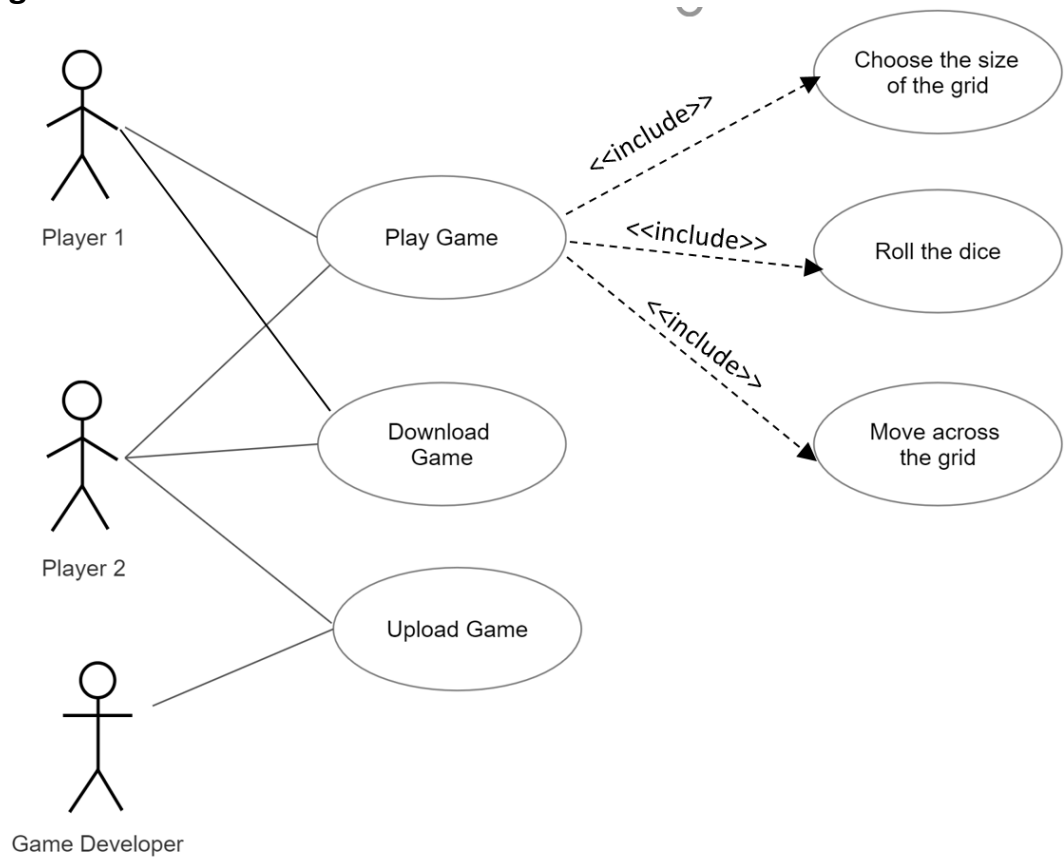 Choose the size
of the grid
<<include>>
Player 1
Play Game
<<include>>
Roll the dice
<<include>>
Download
Game
Move across
the grid
Player 2
Upload Game
Game Developer